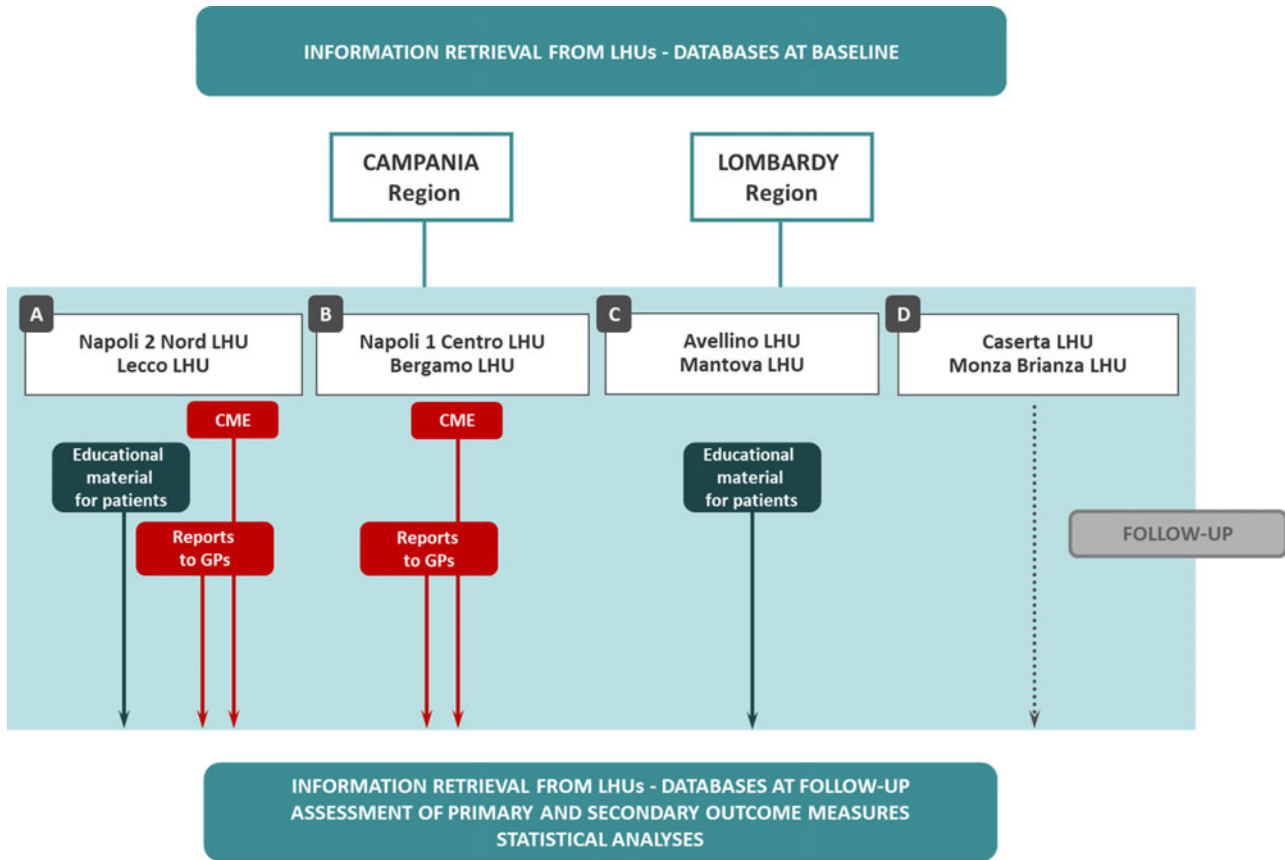 INFORMATION RETRIEVAL FROM LHUs - DATABASES AT BASELINE
CAMPANIA
Region
LOMBARDY
Region
A
Napoli 2 Nord LHU
Lecco LHU
B
Napoli 1 Centro LHU
Bergamo LHU
C
Avellino LHU
Mantova LHU
D
Caserta LHU
Monza Brianza LHU
CME
Educational
material
for patients
Reports
to GPs
CME
Reports
to GPs
Educational
material
for patients
FOLLOW-UP
INFORMATION RETRIEVAL FROM LHUs - DATABASES AT FOLLOW-UP
ASSESSMENT OF PRIMARY AND SECONDARY OUTCOME MEASURES
STATISTICAL ANALYSES